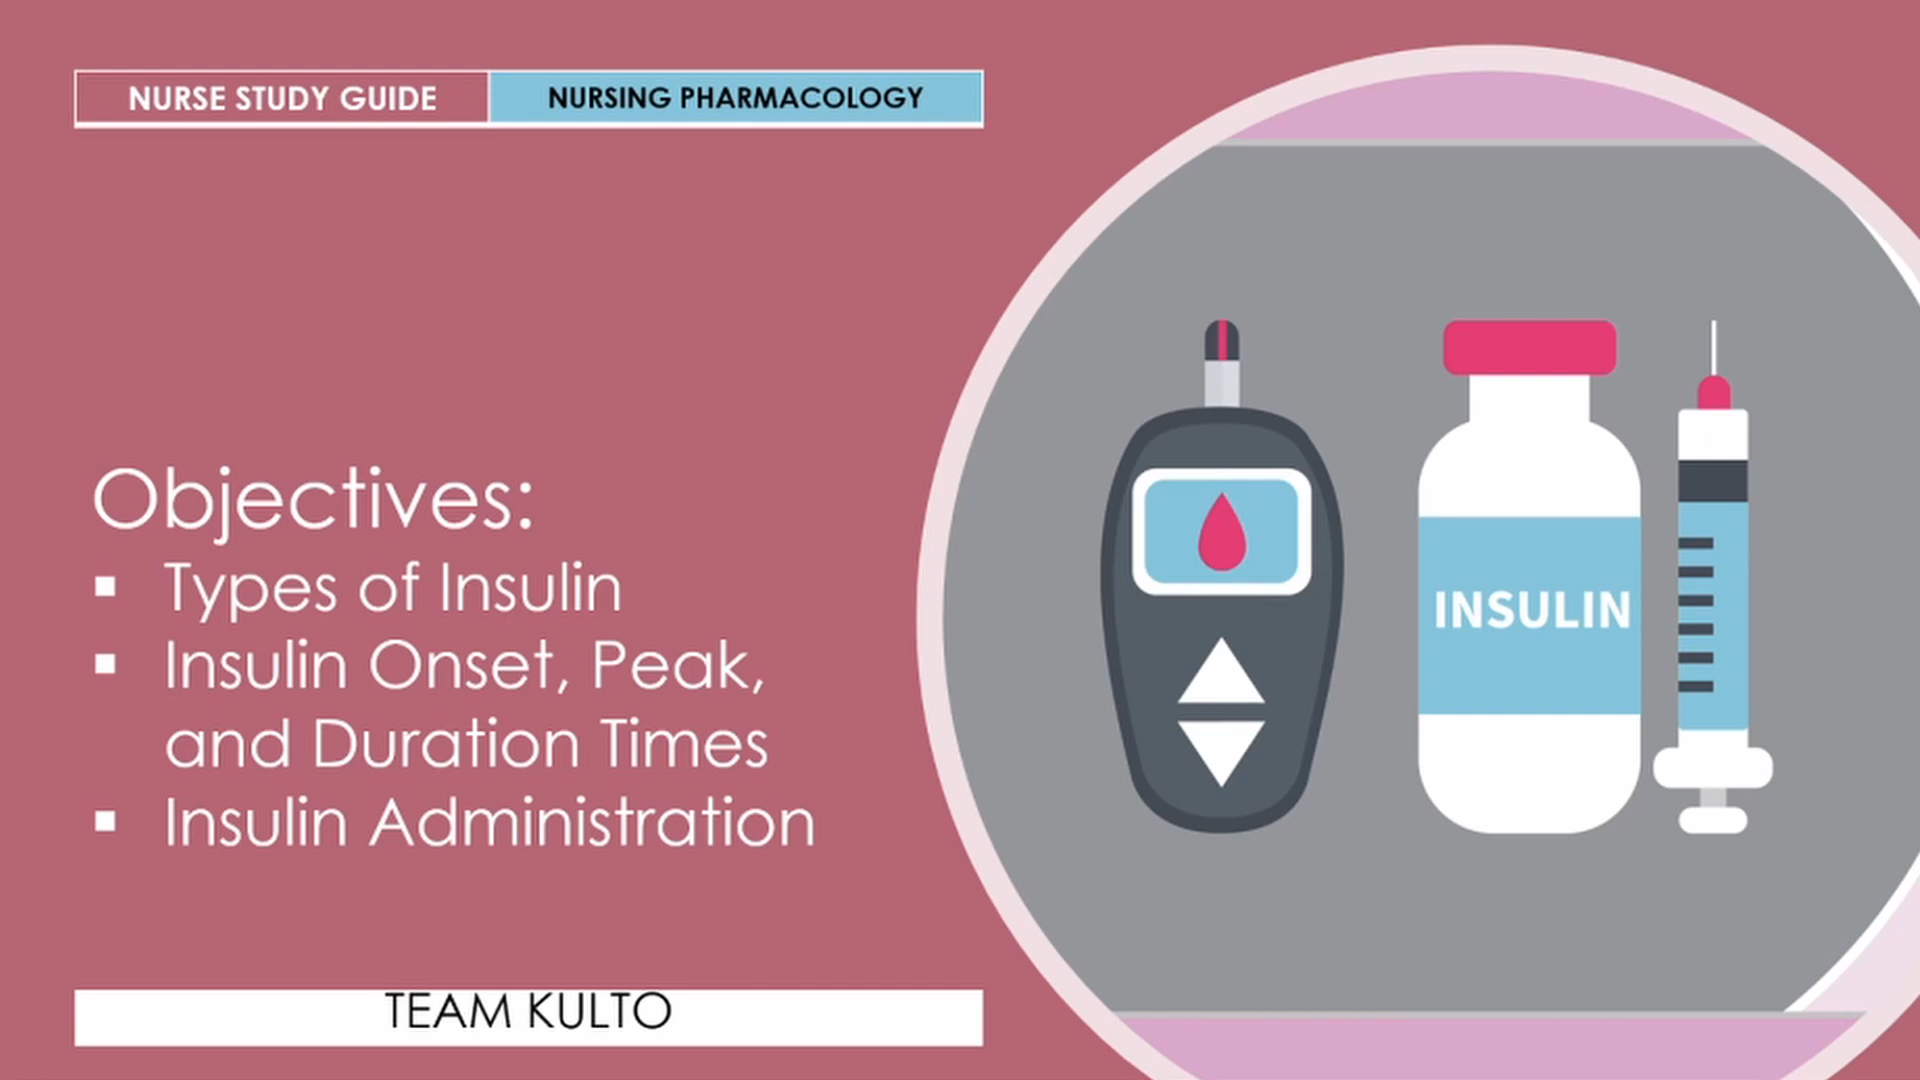 NURSE STUDY GUIDE
NURSING PHARMACOLOGY
Objectives:
▪ Types of Insulin
▪ Insulin Onset, Peak,
and Duration Times
▪ Insulin Administration
TEAM KULTO
INSULIN